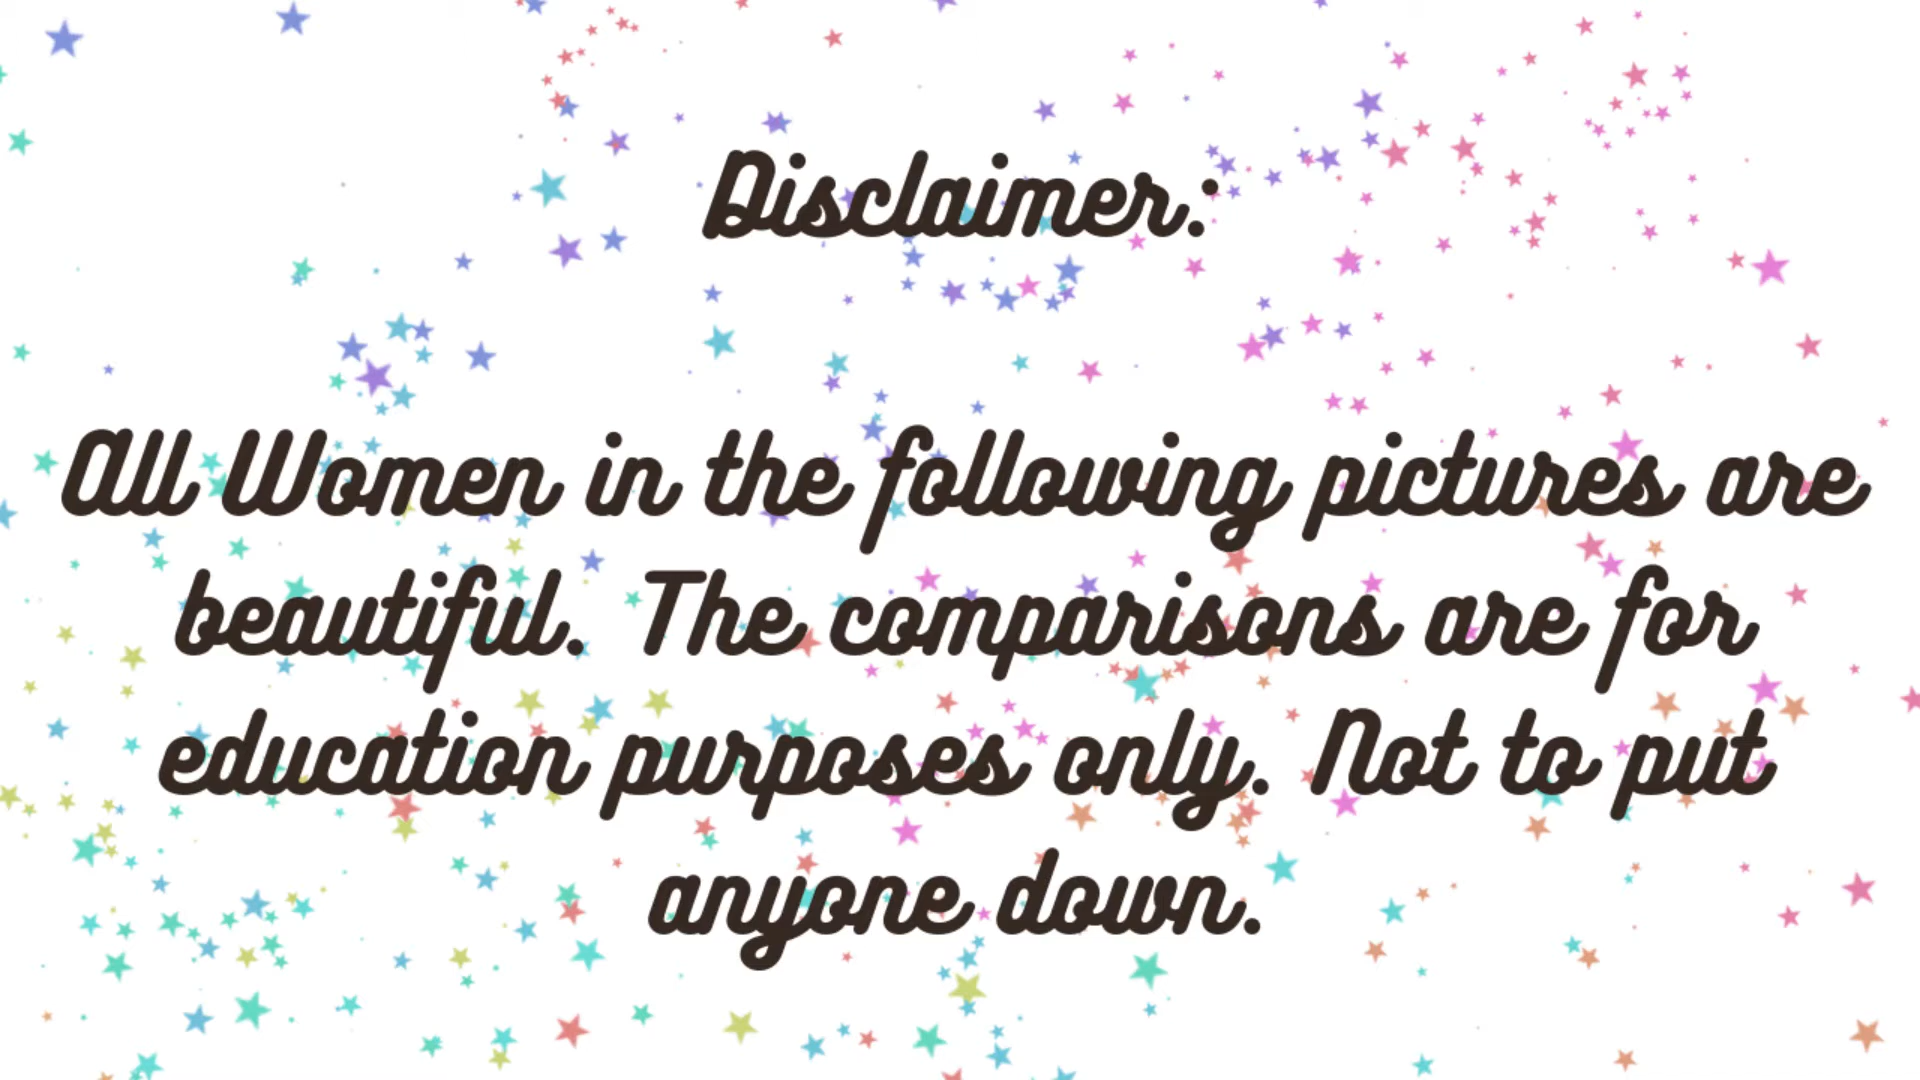 Disclaimer.:
All Women in the following pictures are
beautiful. The comparisons are for
education purposes only. Not to put
anyone down.